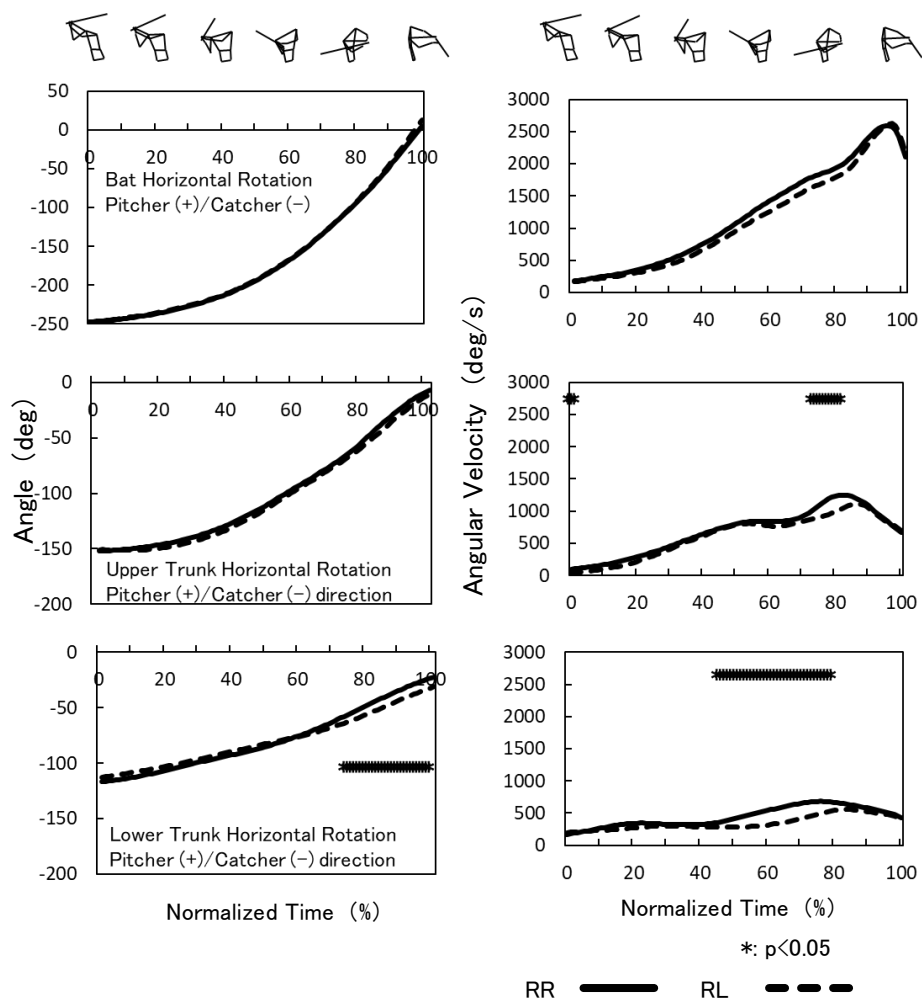 50
0
50
-100
-150
-200
-250
0 20 40 60 80 100
Bat Horizontal Rotation
Pitcher (+)/Catcher (-)
3000
2500
2000
1500
1000
500
0
0 20 40 60 80 100
0
-50
-100
-150
-200
0 20 40 60 80 100
Upper Trunk Horizontal Rotation
Pitcher (+)/Catcher (-) direction
3000
2500
2000
1500
1000
500
0
0 20 40 60 80 100
Angle (deg)
Angular Velocity (deg/s)
0
-50
-100
-150
-200
0 20 40 60 80 100
Lower Trunk Horizontal Rotation
Pitcher (+)/Catcher (-) direction
3000
2500
2000
1500
1000
500
0
0 20 40 60 80 100
Normalized Time (%)
Normalized Time (%)
*: p<0.05
RR RL